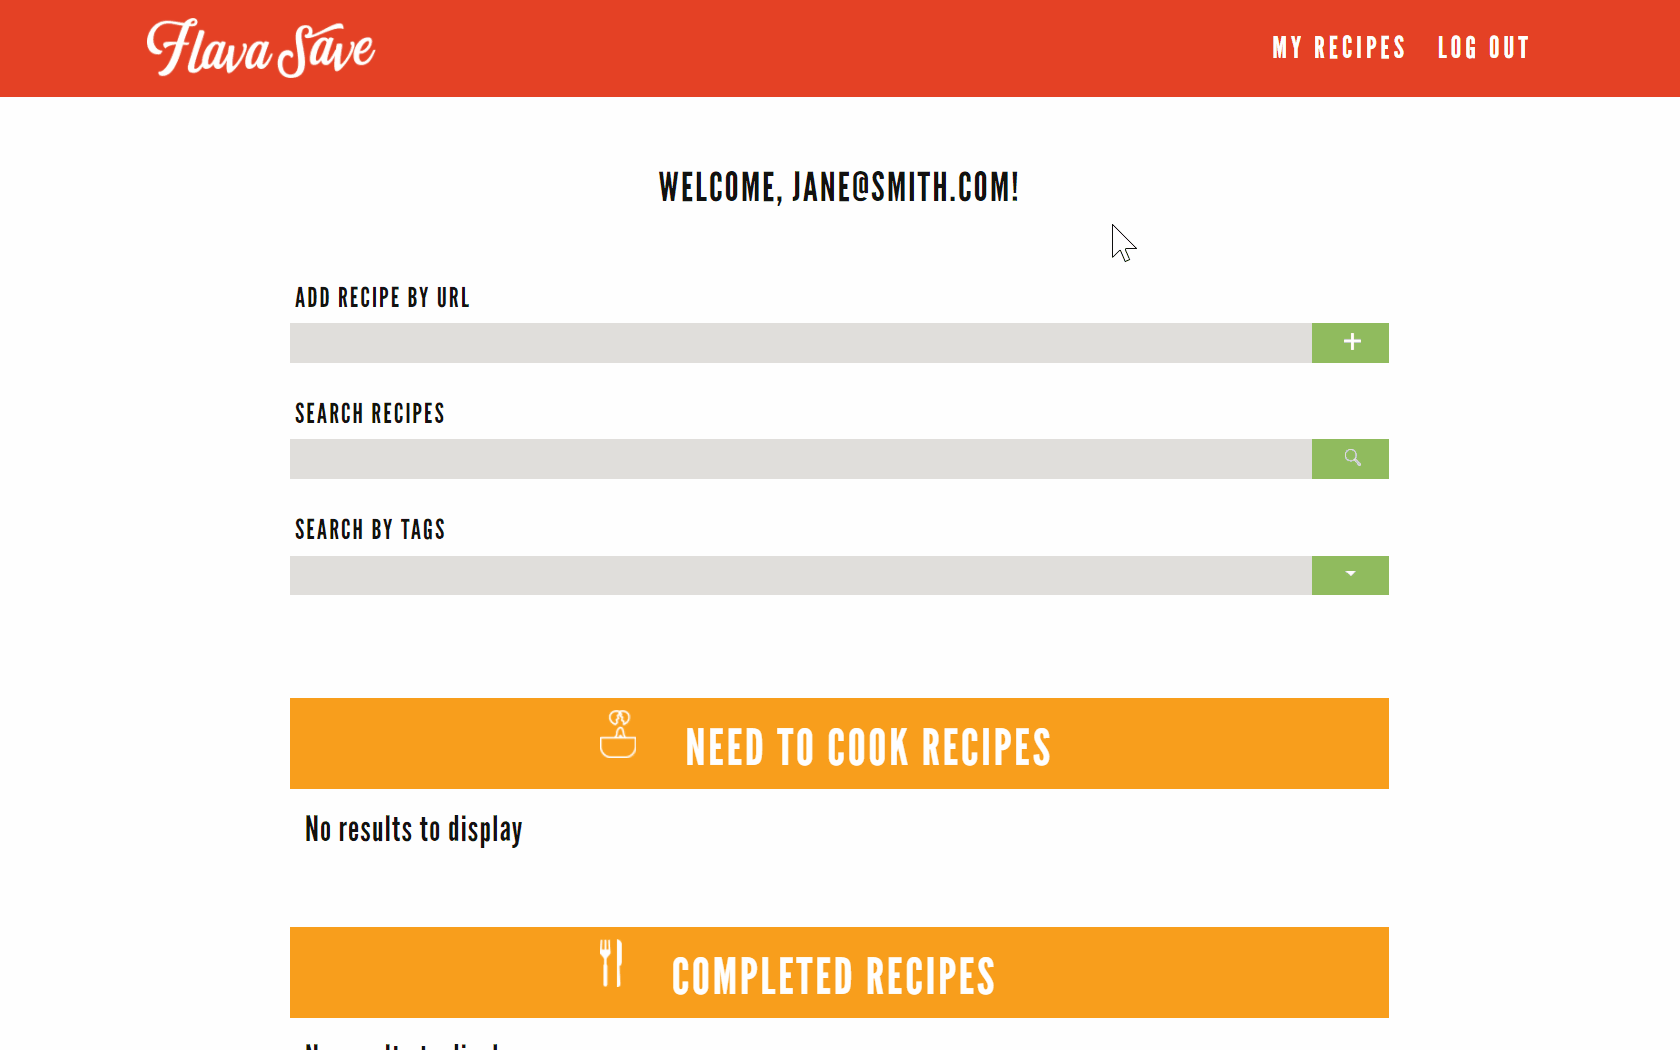 Flava Save
MY RECIPES LOG OUT
WELCOME, JANE@SMITH.COM!
ADD RECIPE BY URL
SEARCH RECIPES
SEARCH BY TAGS
NEED TO COOK RECIPES
No results to display
COMPLETED RECIPES